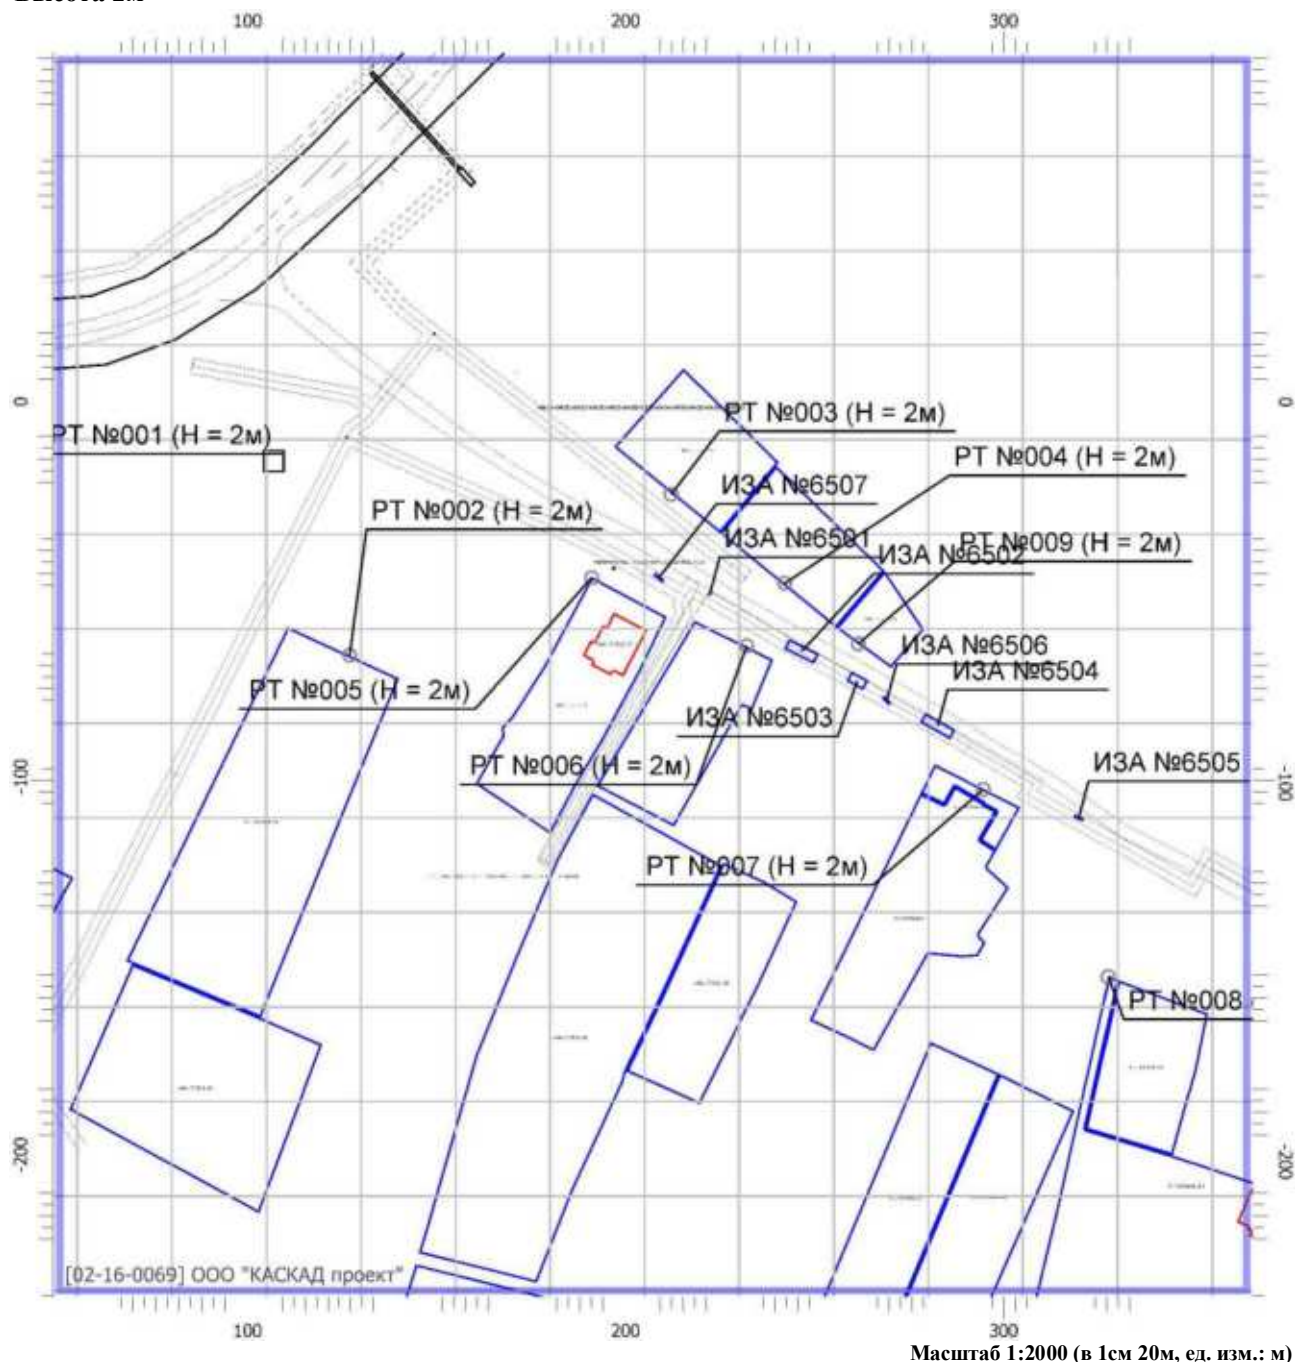 Высота 2м
100 200 300
0 0
РТ №003 (H = 2м)
РТ №001 (H = 2м)
РТ №004 (H = 2м)
ИЗА №6507
РТ №002 (H = 2м)
ИЗА №6501
РТ №009 (H = 2м)
ИЗА №6502
ИЗА №6506
ИЗА №6504
РТ №005 (H = 2м)
ИЗА №6503
РТ №006 (H = 2м)
ИЗА №6505
-100 -100
РТ №007 (H = 2м)
РТ №008
-200 -200
[02-16-0069] ООО "КАСКАД проект"
100 200 300
Масштаб 1:2000 (в 1см 20м, ед. изм.: м)